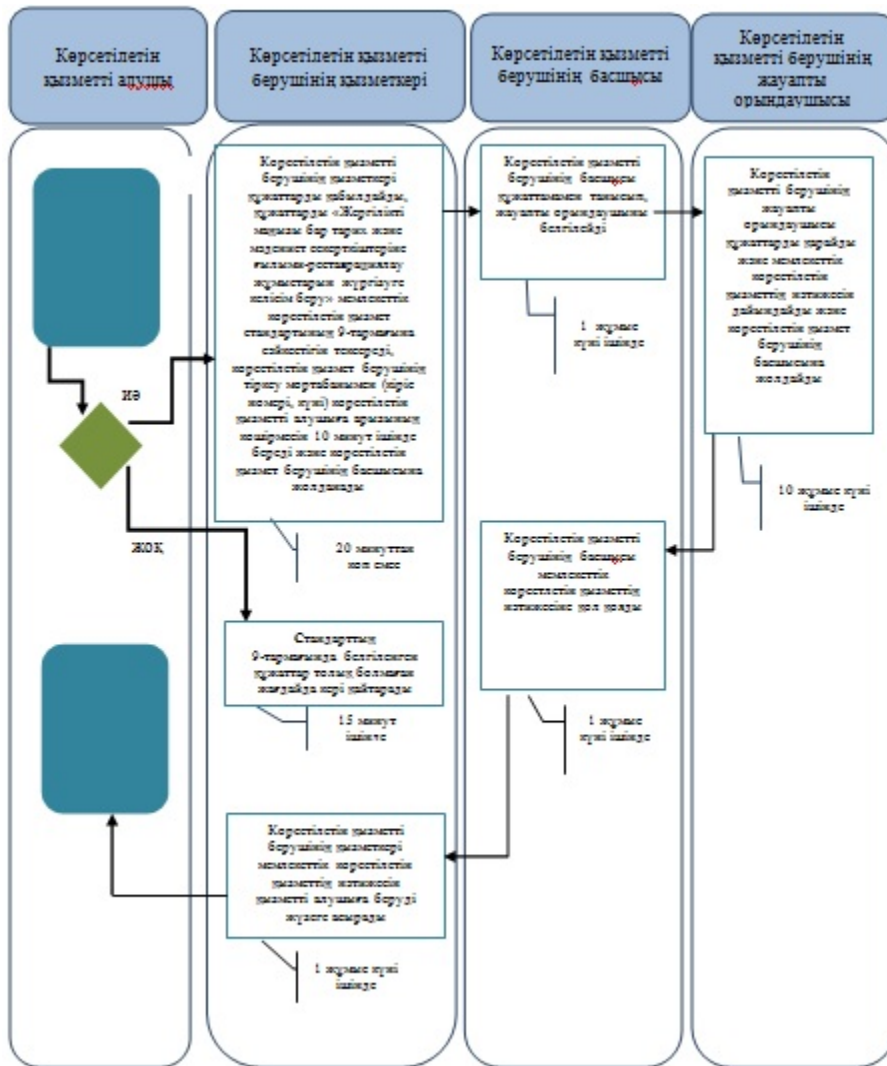 Көрсетілетін
қызметті алушы
Көрсетілетін қызметті
берушінің қызметкері
Көрсетілетін қызметті
берушінің басшысы
Көрсетілетін
қызметті берушінің
жауапты
орындаушысы
Көрсетілетін қызметті
берушінің қызметкері
құжаттарды қабылдайды,
құжаттарды «Жергілікті
маңызы бар тарих және
мәдениет ескерткіштеріне
ғылыми-реставрациялау
жұмыстарын жүргізуге
келісім беру» мемлекеттік
көрсетілетін қызмет
стандартының 9-тармағына
сәйкестігін тексереді,
көрсетілетін қызмет берушінің
тіркеу мөртабанымен (кіріс
нөмері, күні) көрсетілетін
қызметті алушыға арызының
көшірмесін 10 минут ішінде
береді және көрсетілетін
қызмет берушінің басшысына
жолданады
20 минуттан
көп емес
Көрсетілетін қызметті
берушінің басшысы
құжаттамамен танысып,
жауапты орындаушыны
белгілейді
1 жұмыс
күні ішінде
Көрсетілетін
қызметті берушінің
жауапты
орындаушысы
құжаттарды қарайды
және мемлекеттік
көрсетілетін
қызметтің нәтижесін
дайындайды және
көрсетілетін қызмет
берушінің
басшысына
жолдайды
10 жұмыс күні
ішінде
иә
жоқ
Стандарттың
9-тармағында белгіленген
құжаттар толық болмаған
жағдайда кері қайтарады
15 минут
ішінде
Көрсетілетін қызметті
берушінің басшысы
мемлекеттік
көрсетлетін қызметтің
нәтижесіне қол қояды
1 жұмыс
күні ішінде
Көрсетілетін қызметті
берушінің қызметкері
мемлекеттік көрсетілетін
қызметтің нәтижесін
қызметті алушыға беруді
жүзеге асырады
1 жұмыс күні
ішінде